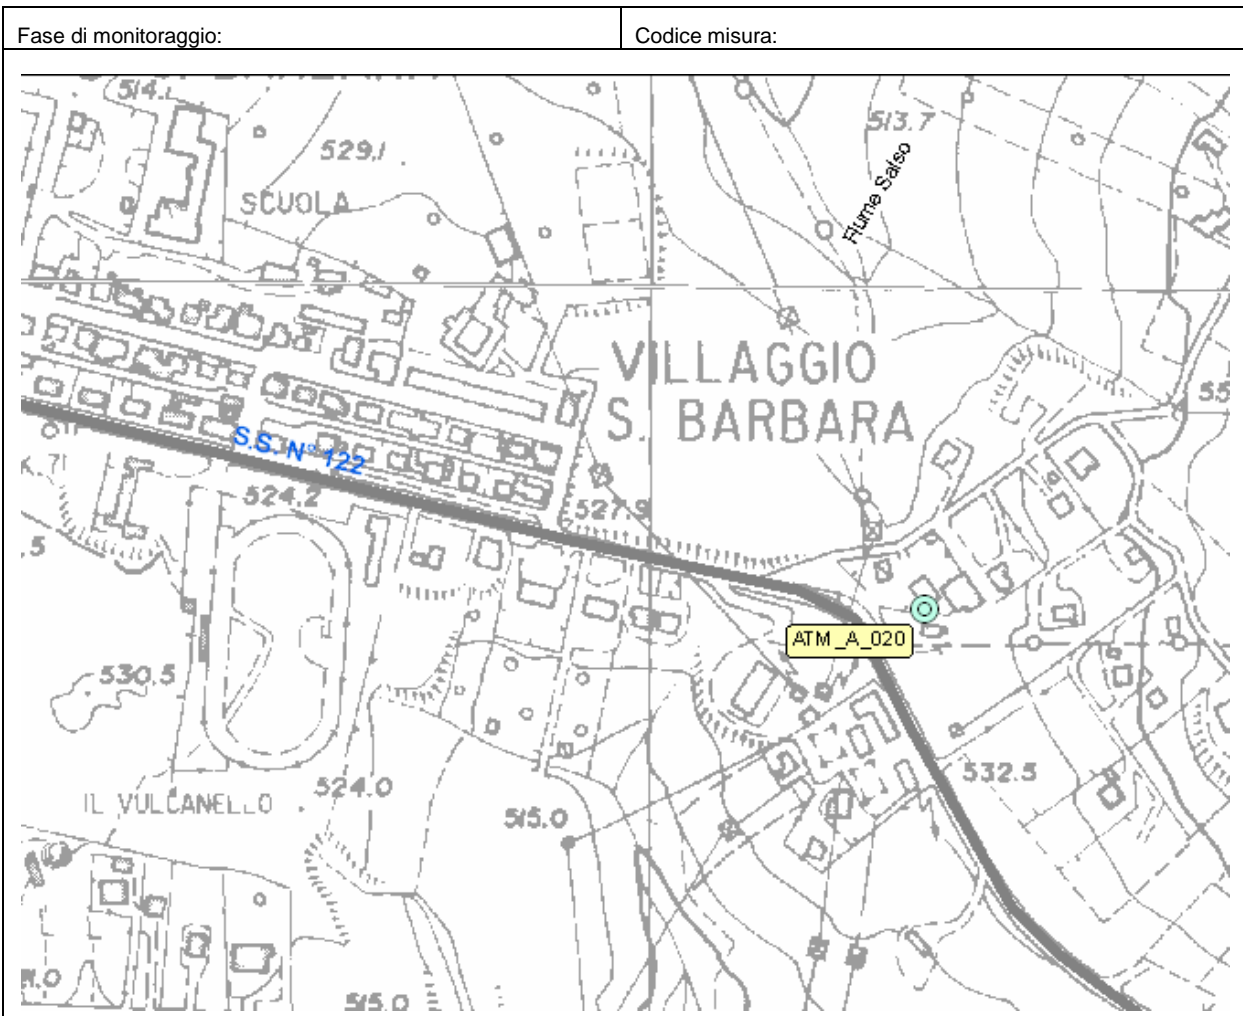 Fase di monitoraggio:
Codice misura:
514.
513.7
529.1
Fiume Salso
SCUOLA
VILLAGGIO
S. BARBARA
S.S. N° 122
524.2
527.9
ATM_A_020
530.5
532.5
524.0
IL VULCANELLO
515.0
515.0